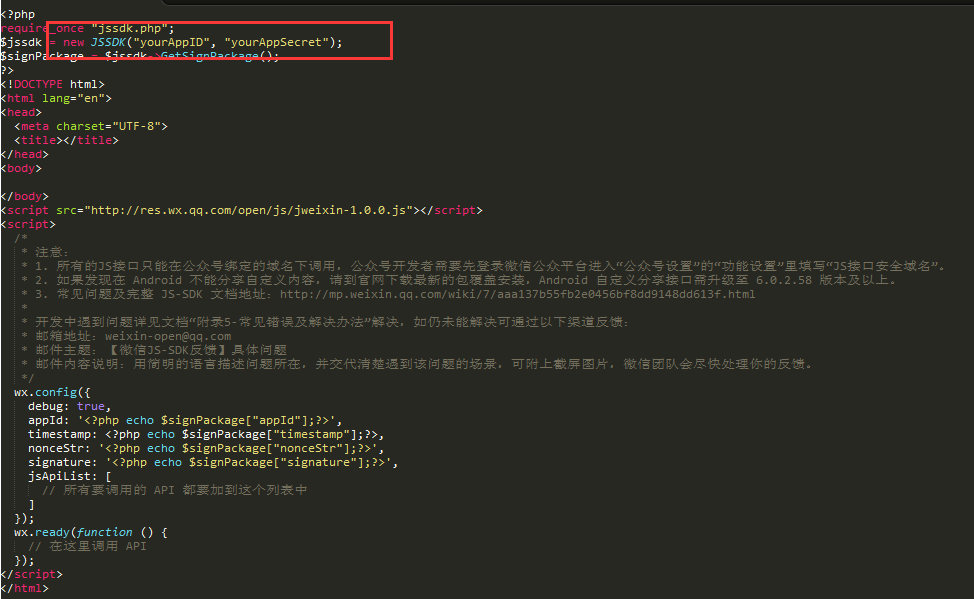 <?php
require_once "jssdk.php";
$jssdk = new JSSDK("yourAppID", "yourAppSecret");
$signPackage = $jssdk->GetSignPackage();
?>
<!DOCTYPE html>
<html lang="en">
<head>
  <meta charset="UTF-8">
  <title></title>
</head>
<body>

</body>
<script src="http://res.wx.qq.com/open/js/jweixin-1.0.0.js"></script>
<script>
  /*
   * 注意:
   * 1. 所有的JS接口只能在公众号绑定的域名下调用，公众号开发者需要先登录微信公众平台进入“公众号设置”的“功能设置”里填写“JS接口安全域名”。
   * 2. 如果发现在 Android 不能分享自定义内容，请到官网下载最新的包覆盖安装，Android 自定义分享接口需升级至 6.0.2.58 版本及以上。
   * 3. 常见问题及完整 JS-SDK 文档地址: http://mp.weixin.qq.com/wiki/7/aaa137b55fb2e0456bf8dd9148dd613f.html
   *
   * 开发中遇到问题详见文档“附录5-常见错误及解决办法”解决，如仍未能解决可通过以下渠道反馈:
   * 邮箱地址: weixin-open@qq.com
   * 邮件主题: 【微信JS-SDK反馈】具体问题
   * 邮件内容说明: 用简明的语言描述问题所在，并交代清楚遇到该问题的场景，可附上截屏图片，微信团队会尽快处理你的反馈。
   */
  wx.config({
    debug: true,
    appId: '<?php echo $signPackage["appId"];?>',
    timestamp: <?php echo $signPackage["timestamp"];?>,
    nonceStr: '<?php echo $signPackage["nonceStr"];?>',
    signature: '<?php echo $signPackage["signature"];?>',
    jsApiList: [
      // 所有要调用的 API 都要加到这个列表中
    ]
  });
  wx.ready(function () {
    // 在这里调用 API
  });
</script>
</html>